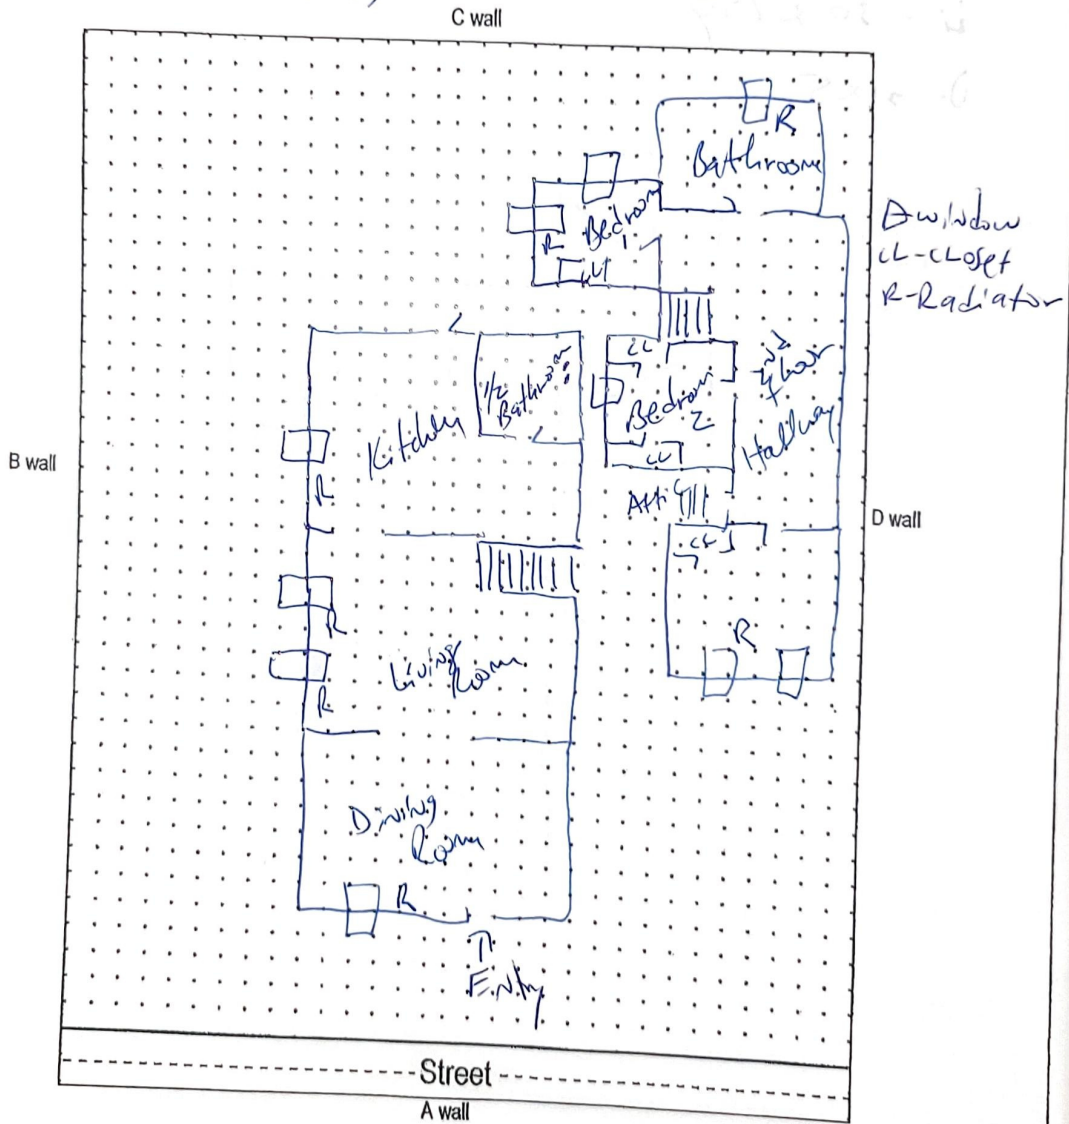 C wall
R
Bathroom
Bedroom
1
R
CL
window
CL-CLoset
R-Radiator
CL
Bedroom
2
CL
2nd
Floor
Hallway
1/2
Bathroom
Kitchen
R
B wall
Attic
D wall
CL
R
R
Living
Room
R
Dining
Room
R
Entry
Street
A wall